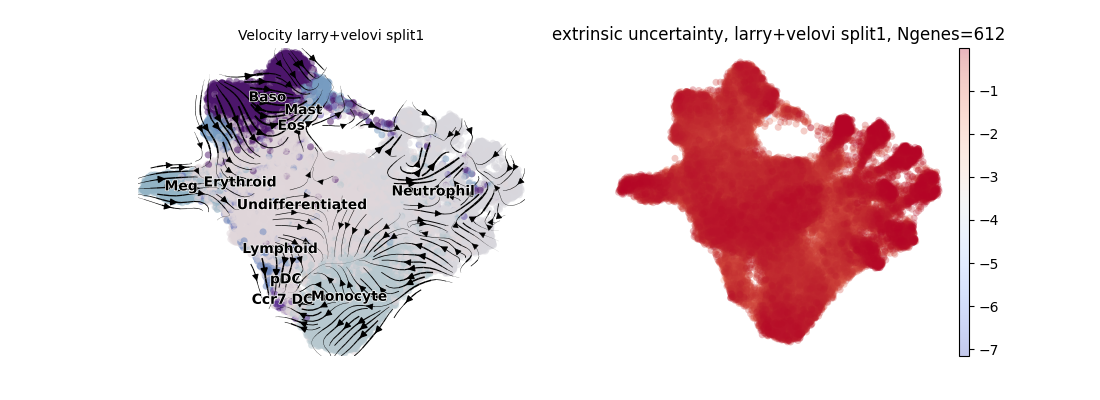 Velocity larry+velovi split1
Baso
Mast
Eos
Meg
Erythroid
Neutrophil
Undifferentiated
Lymphoid
pDC
Ccr7 DC
Monocyte
extrinsic uncertainty, larry+velovi split1, Ngenes=612
−1
−2
−3
−4
−5
−6
−7